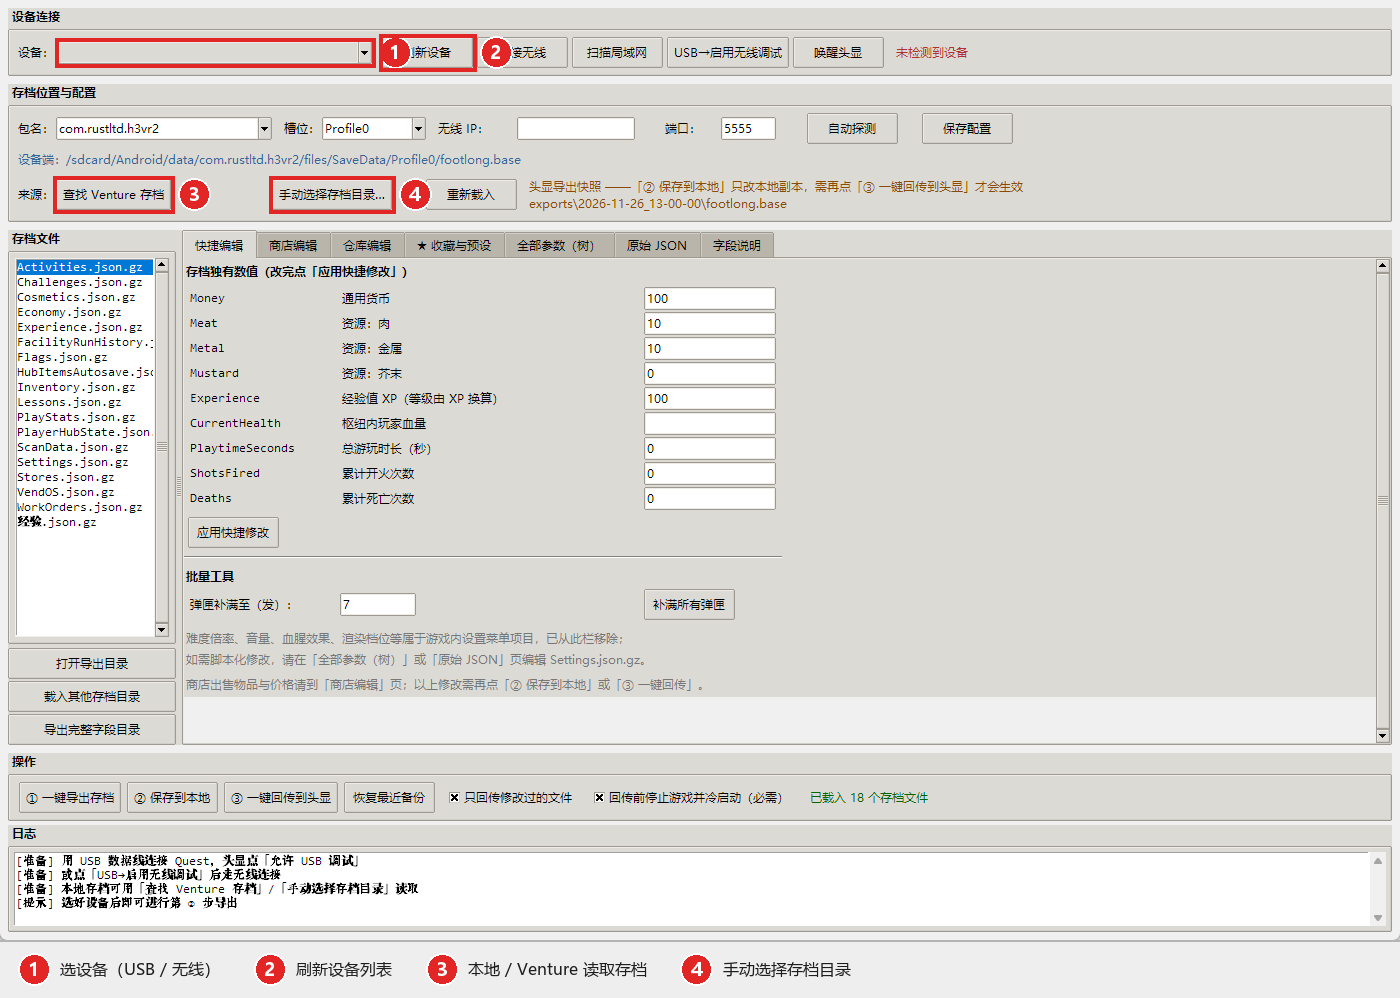 设备连接
设备：
1
新设备
2
接无线
扫描局域网
USB→启用无线调试
唤醒头显
未检测到设备
存档位置与配置
包名： com.rustltd.h3vr2
槽位： Profile0
无线 IP：
端口： 5555
自动探测
保存配置
设备端：/sdcard/Android/data/com.rustltd.h3vr2/files/SaveData/Profile0/footlong.base
来源：
查找 Venture 存档
3
手动选择存档目录...
4
重新载入
头显导出快照 ——「② 保存到本地」只改本地副本，需再点「③ 一键回传到头显」才会生效
exports\2026-11-26_13-00-00\footlong.base
存档文件
Activities.json.gz
Challenges.json.gz
Cosmetics.json.gz
Economy.json.gz
Experience.json.gz
FacilityRunHistory.j
Flags.json.gz
HubItemsAutosave.jso
Inventory.json.gz
Lessons.json.gz
PlayStats.json.gz
PlayerHubState.json.
ScanData.json.gz
Settings.json.gz
Stores.json.gz
VendOS.json.gz
WorkOrders.json.gz
经验.json.gz
打开导出目录
载入其他存档目录
导出完整字段目录
快捷编辑
商店编辑
仓库编辑
★ 收藏与预设
全部参数（树）
原始 JSON
字段说明
存档独有数值（改完点「应用快捷修改」）
Money 通用货币 100
Meat 资源：肉 10
Metal 资源：金属 10
Mustard 资源：芥末 0
Experience 经验值 XP（等级由 XP 换算） 100
CurrentHealth 枢纽内玩家血量
PlaytimeSeconds 总游玩时长（秒） 0
ShotsFired 累计开火次数 0
Deaths 累计死亡次数 0
应用快捷修改
批量工具
弹匣补满至（发）： 7
补满所有弹匣
难度倍率、音量、血腥效果、渲染档位等属于游戏内设置菜单项目，已从此栏移除；
如需脚本化修改，请在「全部参数（树）」或「原始 JSON」页编辑 Settings.json.gz。
商店出售物品与价格请到「商店编辑」页；以上修改需再点「② 保存到本地」或「③ 一键回传」。
操作
① 一键导出存档
② 保存到本地
③ 一键回传到头显
恢复最近备份
只回传修改过的文件
回传前停止游戏并冷启动（必需）
已载入 18 个存档文件
日志
[准备] 用 USB 数据线连接 Quest，头显点「允许 USB 调试」
[准备] 或点「USB→启用无线调试」后走无线连接
[准备] 本地存档可用「查找 Venture 存档」/「手动选择存档目录」读取
[提示] 选好设备后即可进行第 ① 步导出
1 选设备（USB / 无线）
2 刷新设备列表
3 本地 / Venture 读取存档
4 手动选择存档目录